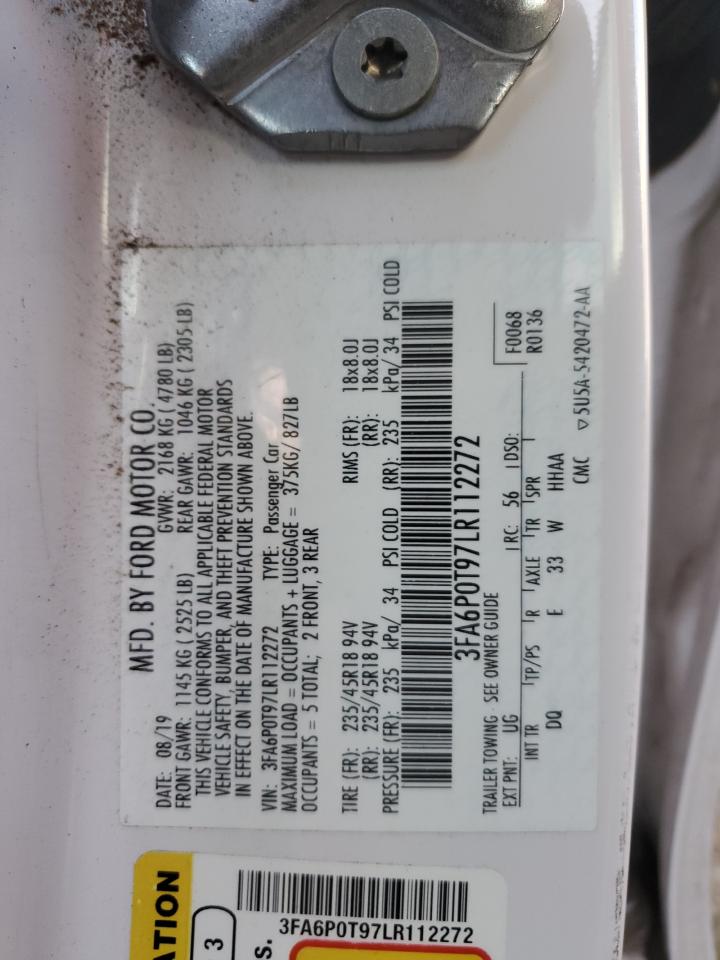 MFD. BY FORD MOTOR CO.
DATE: 08/19 GVWR: 2168 KG ( 4780 LB)
FRONT GAWR: 1145 KG ( 2525 LB) REAR GAWR: 1046 KG ( 2305 LB)
THIS VEHICLE CONFORMS TO ALL APPLICABLE FEDERAL MOTOR
VEHICLE SAFETY, BUMPER, AND THEFT PREVENTION STANDARDS
IN EFFECT ON THE DATE OF MANUFACTURE SHOWN ABOVE.
VIN: 3FA6P0T97LR112272 TYPE: Passenger Car
MAXIMUM LOAD = OCCUPANTS + LUGGAGE = 375KG/ 827LB
OCCUPANTS = 5 TOTAL; 2 FRONT, 3 REAR
TIRE (FR): 235/45R18 94V RIMS (FR): 18x8.0J
(RR): 235/45R18 94V (RR): 18x8.0J
PRESSURE (FR): 235 kPa/ 34 PSI COLD (RR): 235 kPa/ 34 PSI COLD
3FA6P0T97LR112272
TRAILER TOWING - SEE OWNER GUIDE F0068
EXT PNT: UG RC: 56 DSO: R0136
INT TR TP/PS R AXLE TR SPR
DQ E 33 W HHAA
CMC ▽5U5A-5420472-AA
ATION
3
s.
3FA6P0T97LR112272